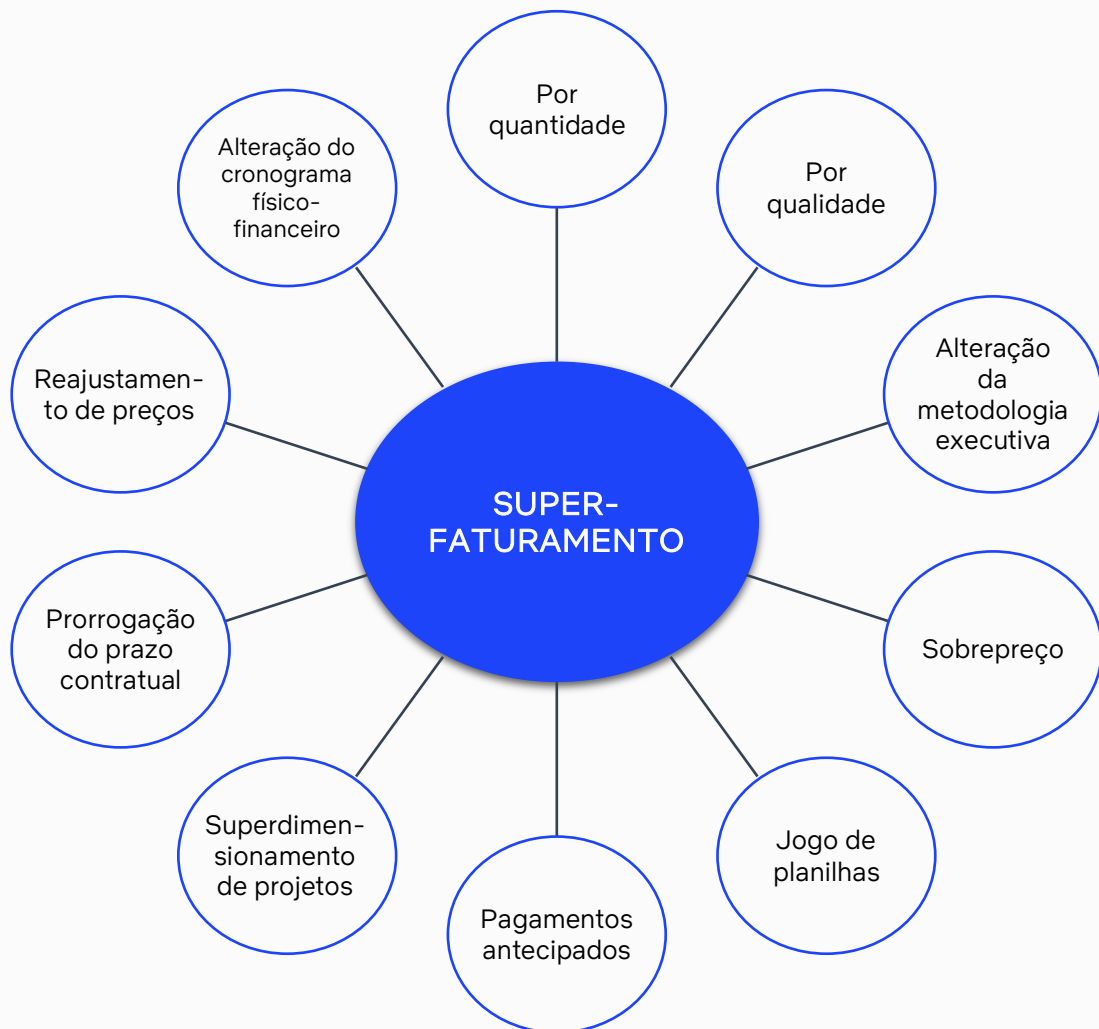 Por
quantidade
Por
qualidade
Alteração
da
metodologia
executiva
Sobrepreço
Jogo de
planilhas
Pagamentos
antecipados
Superdimen-
sionamento
de projetos
Prorrogação
do prazo
contratual
Reajustamen-
to de preços
Alteração do
cronograma
físico-
financeiro
SUPER-
FATURAMENTO